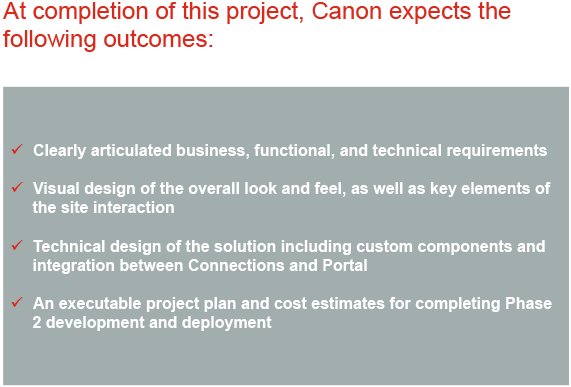 At completion of this project, Canon expects the
following outcomes:
✓ Clearly articulated business, functional, and technical requirements
✓ Visual design of the overall look and feel, as well as key elements of
the site interaction
✓ Technical design of the solution including custom components and
integration between Connections and Portal
✓ An executable project plan and cost estimates for completing Phase
2 development and deployment